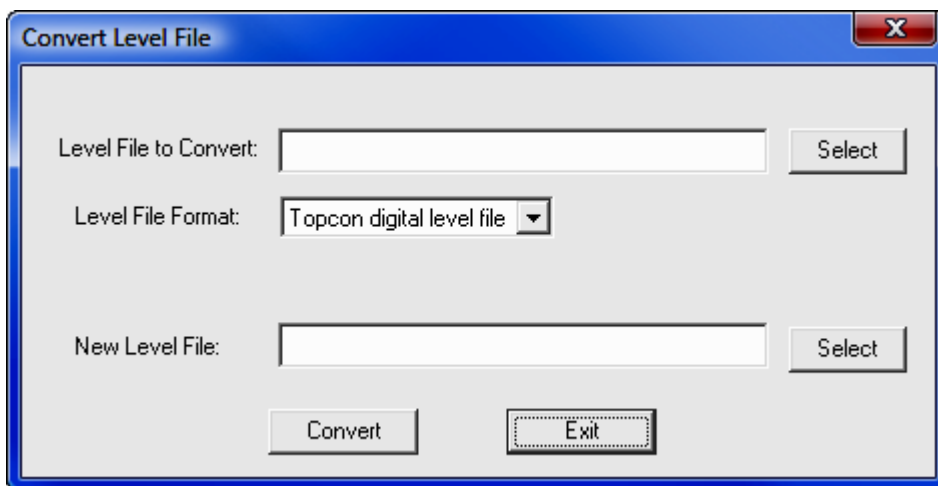 Convert Level File
Level File to Convert:
Select
Level File Format:
Topcon digital level file
New Level File:
Select
Convert
Exit